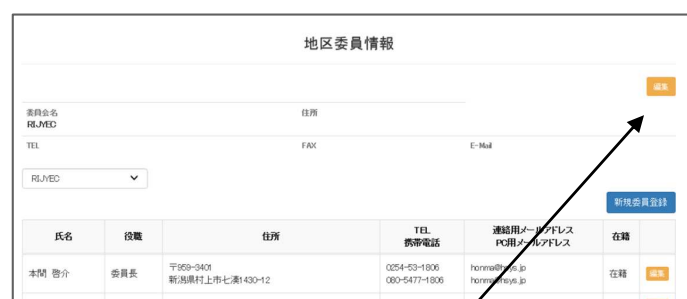 地区委員情報
編集
委員会名 住所
RIJYEC
TEL FAX E-Mail
RIJYEC
新規委員登録
氏名 役職 住所 TEL 携帯電話 連絡用メールアドレス PC用メールアドレス 在籍
本間 啓介 委員長 〒959-3401 0254-53-1806 honma@hsys.jp 在籍 編集
新潟県村上市七湊1430-12 080-5477-1806 honma@hsys.jp